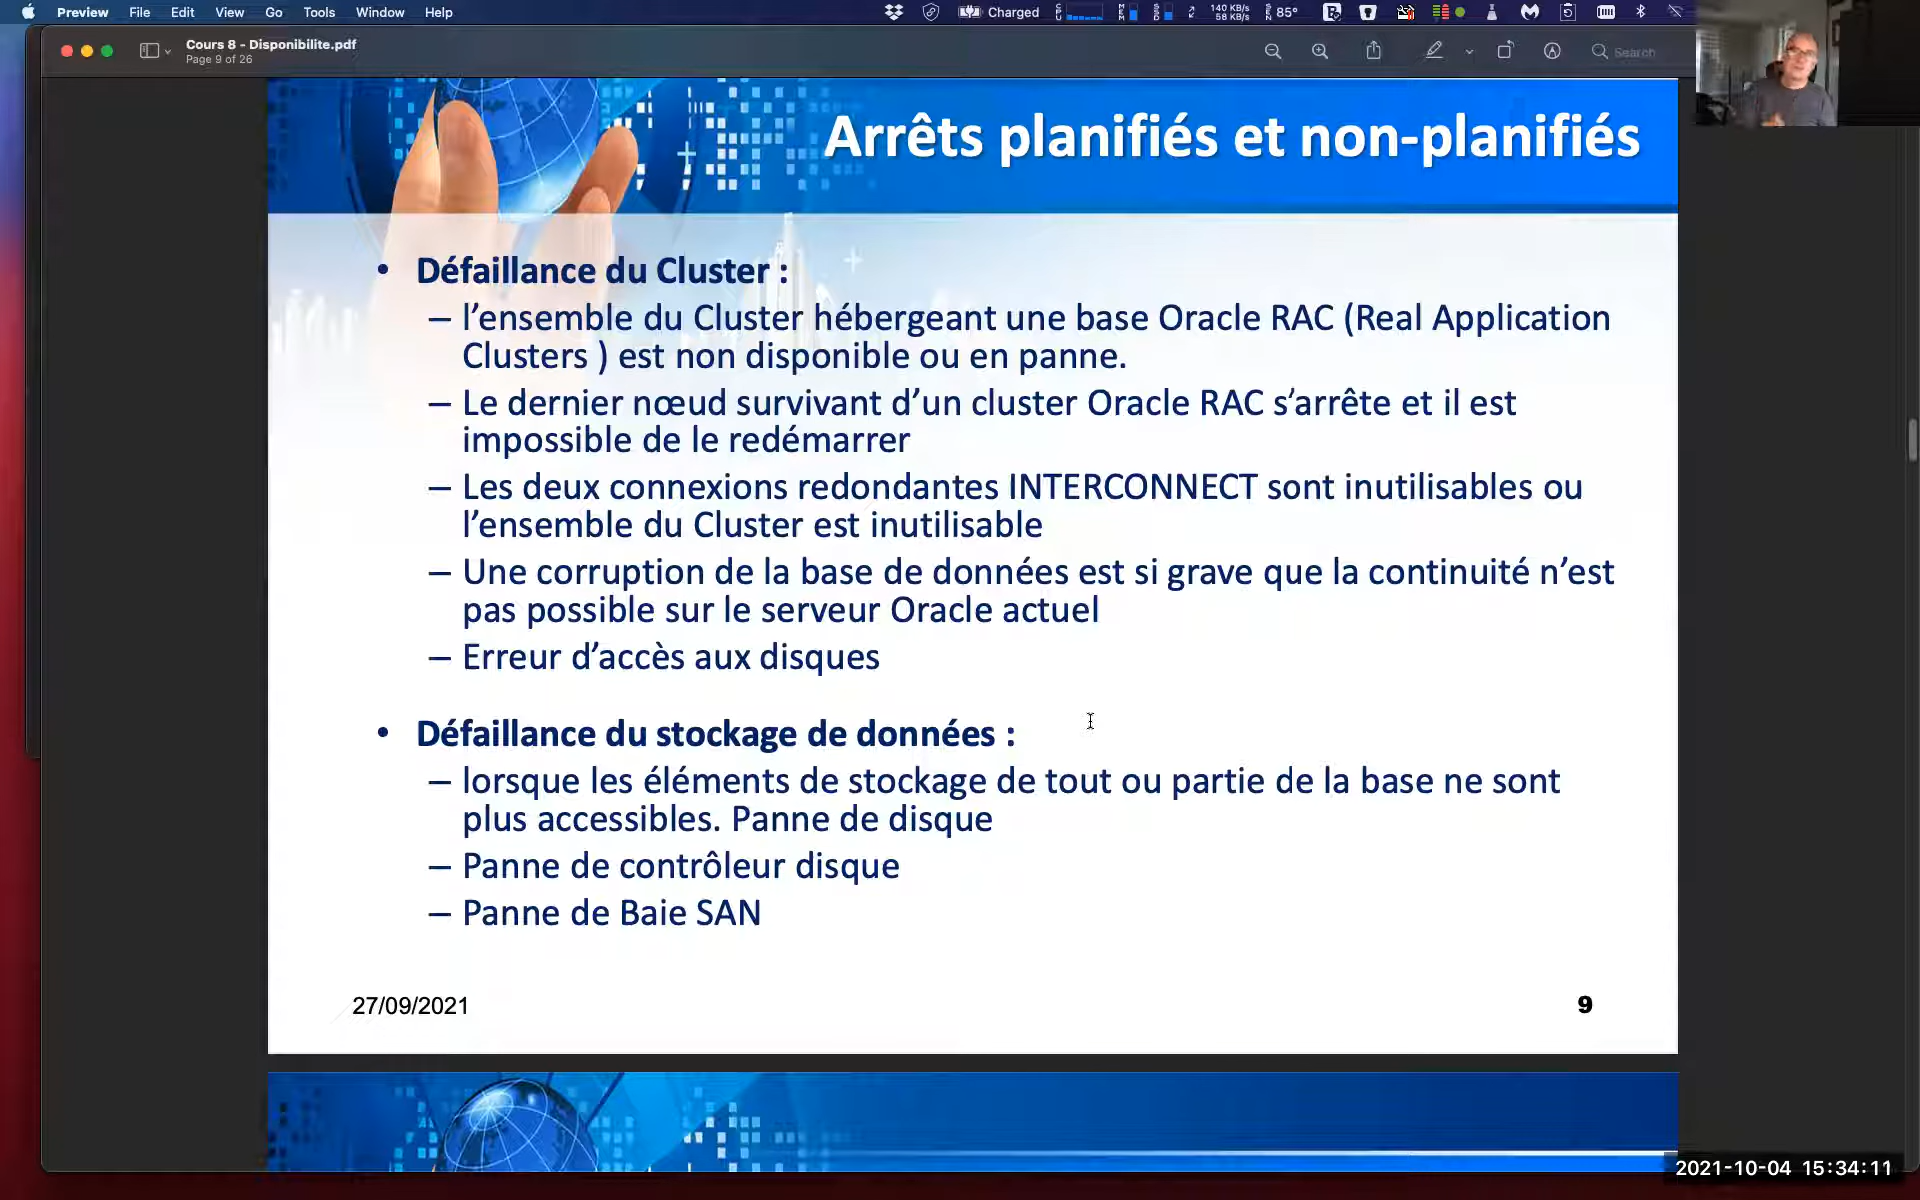 Preview File Edit View Go Tools Window Help
Charged 140 KB/s 58 KB/s 85°
Cours 8 - Disponibilite.pdf
Page 9 of 26
Search
Arrêts planifiés et non-planifiés
• Défaillance du Cluster :
– l’ensemble du Cluster hébergeant une base Oracle RAC (Real Application
Clusters ) est non disponible ou en panne.
– Le dernier nœud survivant d’un cluster Oracle RAC s’arrête et il est
impossible de le redémarrer
– Les deux connexions redondantes INTERCONNECT sont inutilisables ou
l’ensemble du Cluster est inutilisable
– Une corruption de la base de données est si grave que la continuité n’est
pas possible sur le serveur Oracle actuel
– Erreur d’accès aux disques
• Défaillance du stockage de données :
– lorsque les éléments de stockage de tout ou partie de la base ne sont
plus accessibles. Panne de disque
– Panne de contrôleur disque
– Panne de Baie SAN
27/09/2021
9
2021-10-04 15:34:11